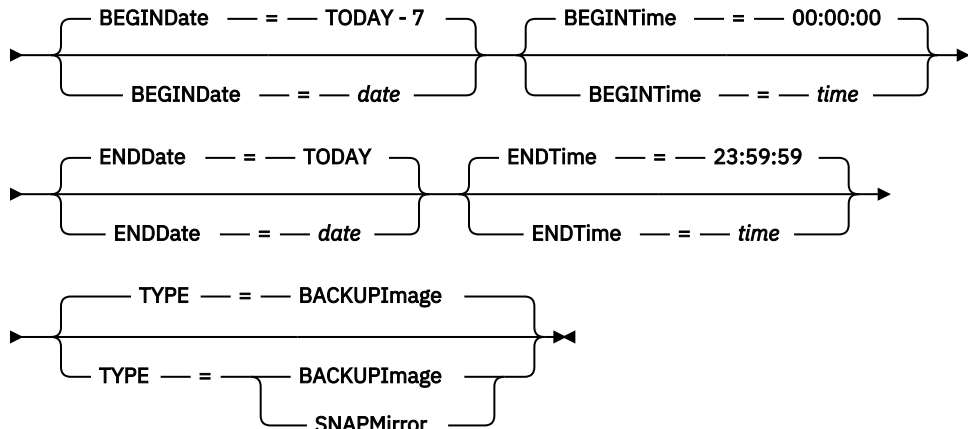 BEGINDate = TODAY - 7 BEGINTime = 00:00:00
BEGINDate = date BEGINTime = time
ENDDate = TODAY ENDTime = 23:59:59
ENDDate = date ENDTime = time
TYPE = BACKUPImage
TYPE = BACKUPImage
SNAPMirror